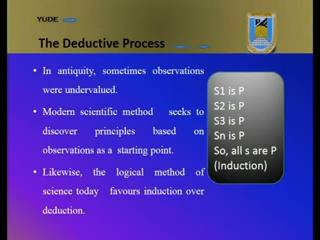 YUDE
The Deductive Process
• In antiquity, sometimes observations
were undervalued.
• Modern scientific method seeks to
discover principles based on
observations as a starting point.
• Likewise, the logical method of
science today favours induction over
deduction.
S1 is P
S2 is P
S3 is P
Sn is P
So, all s are P
(Induction)